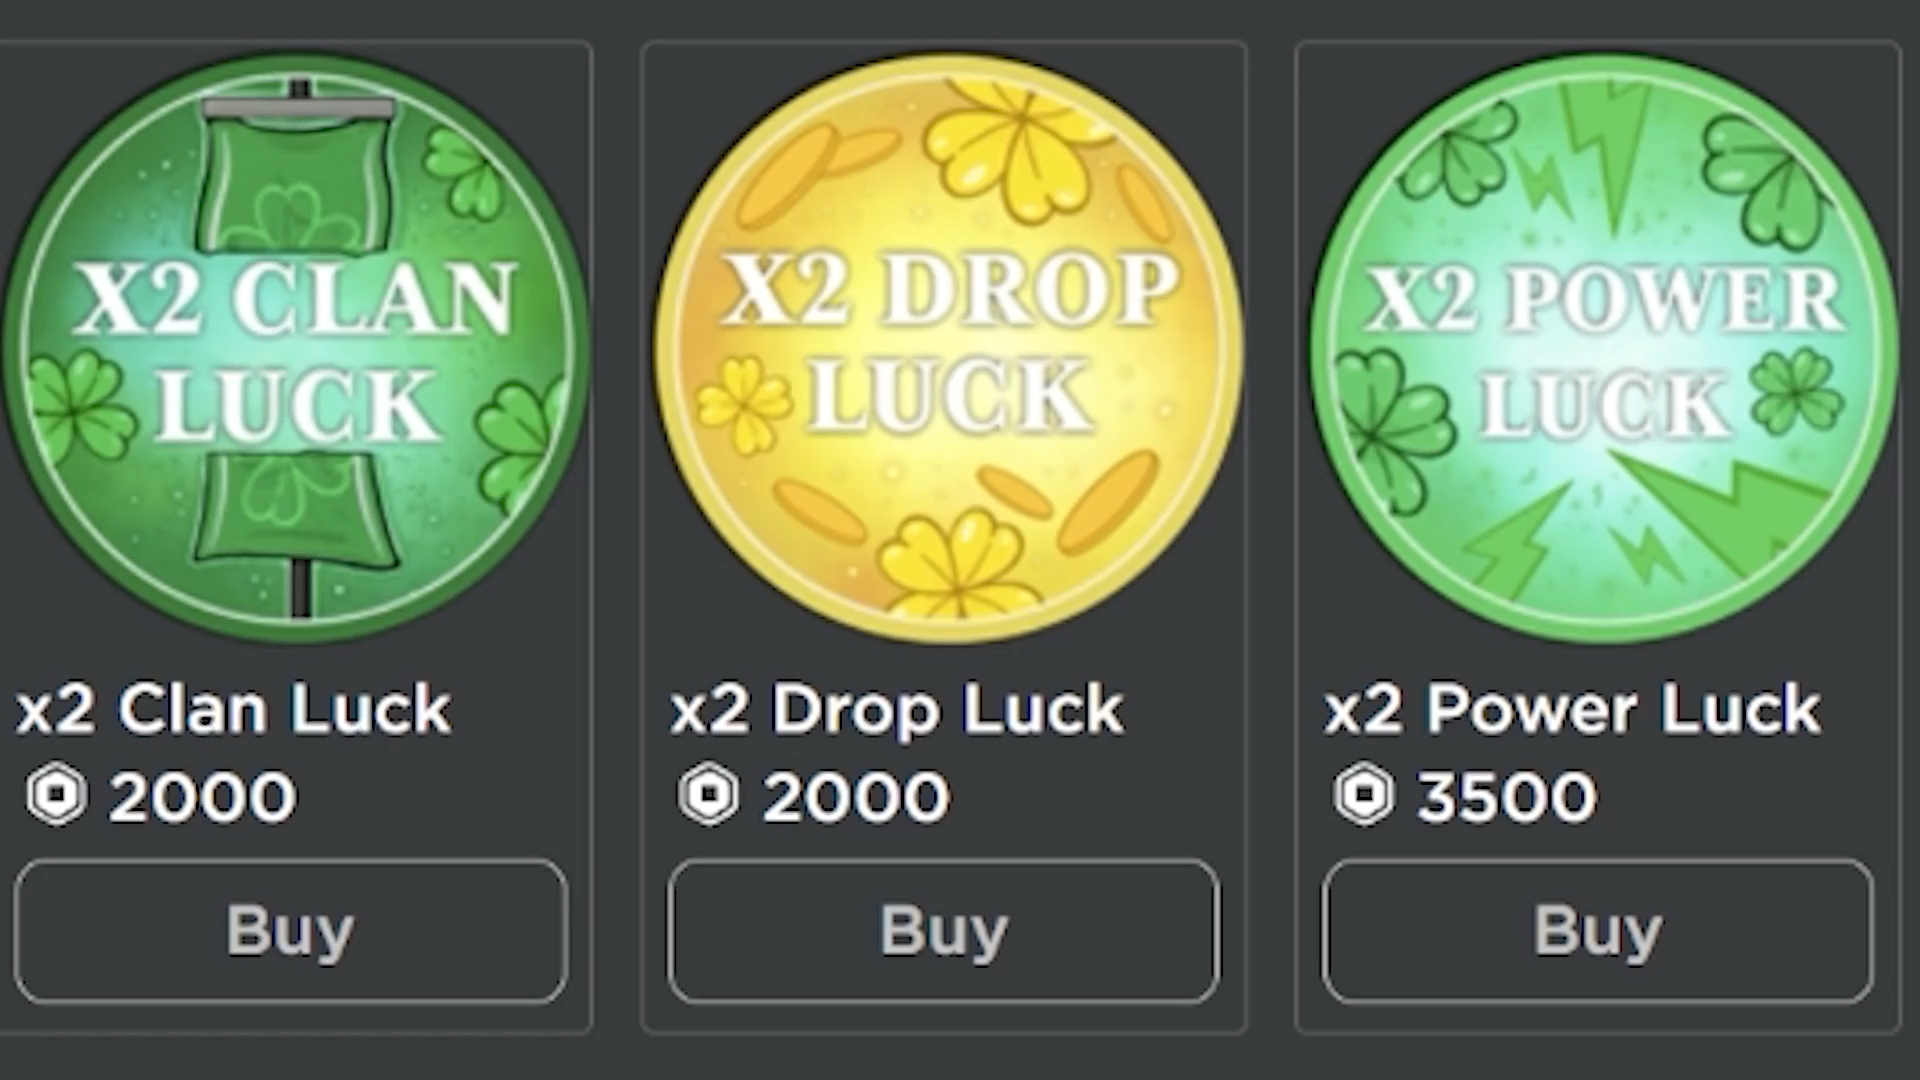 X2 CLAN
LUCK
x2 Clan Luck
2000
Buy
X2 DROP
LUCK
x2 Drop Luck
2000
Buy
X2 POWER
LUCK
x2 Power Luck
3500
Buy